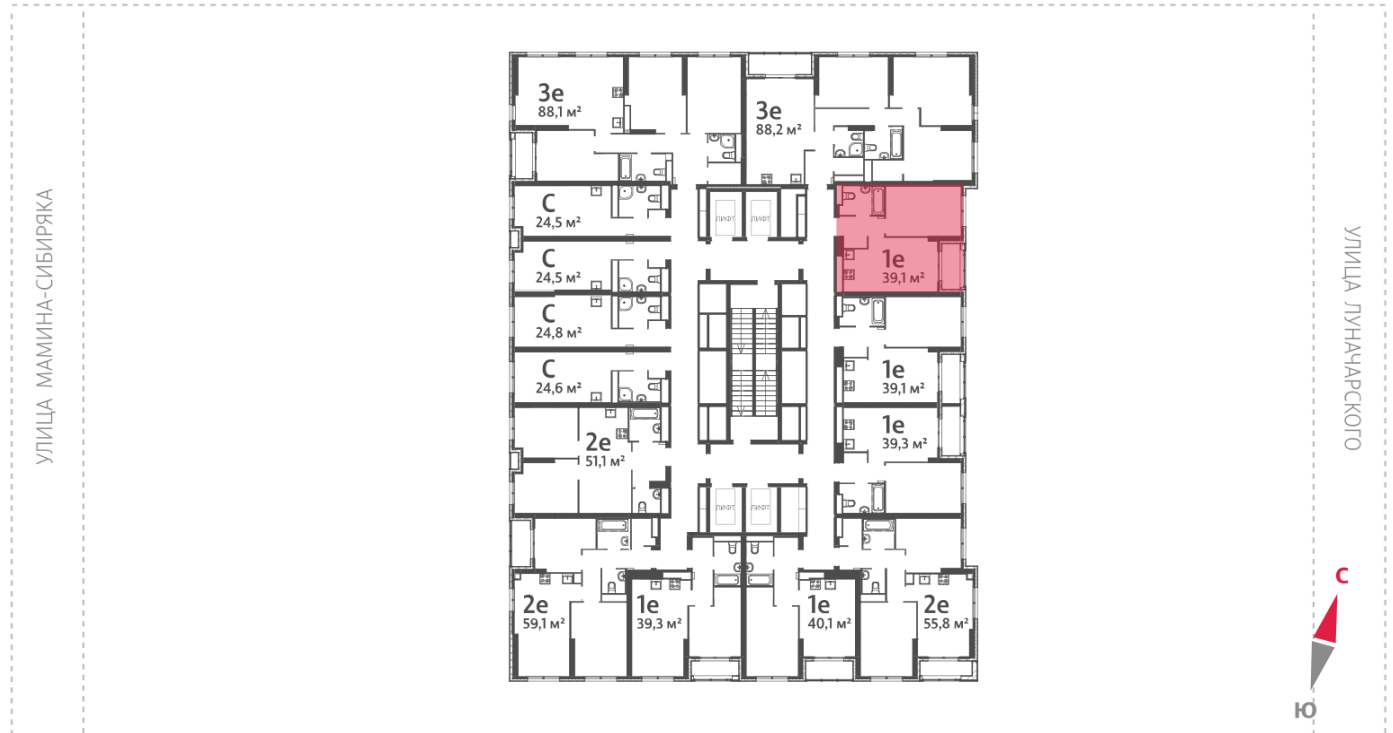 УЛИЦА МАМИНА-СИБИРЯКА
3е
88,1 м²
3е
88,2 м²
С
24,5 м²
ЛИФТ
ЛИФТ
С
24,5 м²
1е
39,1 м²
С
24,8 м²
С
24,6 м²
1е
39,1 м²
2е
51,1 м²
1е
39,3 м²
ЛИФТ
ЛИФТ
2е
59,1 м²
1е
39,3 м²
1е
40,1 м²
2е
55,8 м²
УЛИЦА ЛУНАЧАРСКОГО
С
Ю